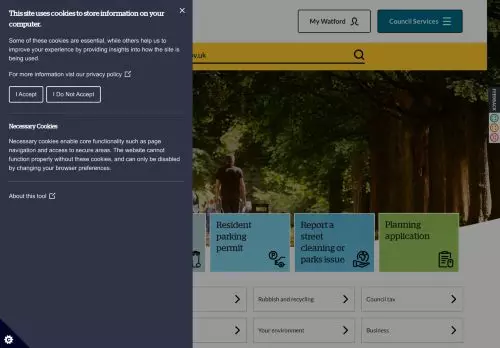 This site uses cookies to store information on your
computer.
Some of these cookies are essential, while others help us to
improve your experience by providing insights into how the site is
being used.
For more information visit our privacy policy
I Accept
I Do Not Accept
Necessary Cookies
Necessary cookies enable core functionality such as page
navigation and access to secure areas. The website cannot
function properly without these cookies, and can only be disabled
by changing your browser preferences.
About this tool
My Watford
Council Services
ov.uk
FEEDBACK
Resident
parking
permit
Report a
street
cleaning or
parks issue
Planning
application
Rubbish and recycling
Council tax
Your environment
Business